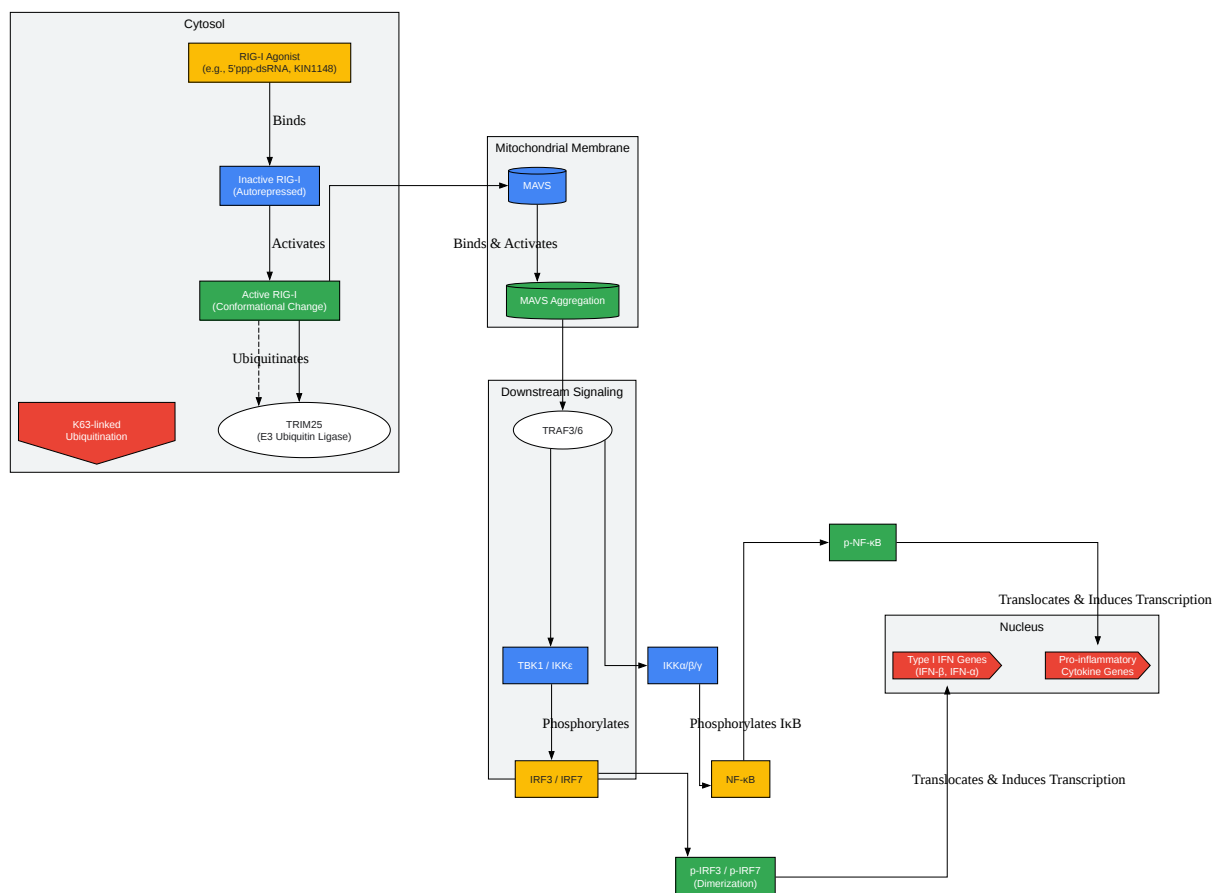 Cytosol
RIG-I Agonist
(e.g., 5'ppp-dsRNA, KIN1148)
Binds
Inactive RIG-I
(Autorepressed)
Activates
Active RIG-I
(Conformational Change)
Ubiquitinates
K63-linked
Ubiquitination
TRIM25
(E3 Ubiquitin Ligase)
Mitochondrial Membrane
MAVS
Binds & Activates
MAVS Aggregation
Downstream Signaling
TRAF3/6
TBK1 / IKKε
IKKα/β/γ
Phosphorylates
Phosphorylates IκB
IRF3 / IRF7
NF-κB
p-NF-κB
Translocates & Induces Transcription
Nucleus
Type I IFN Genes
(IFN-β, IFN-α)
Pro-inflammatory
Cytokine Genes
Translocates & Induces Transcription
p-IRF3 / p-IRF7
(Dimerization)